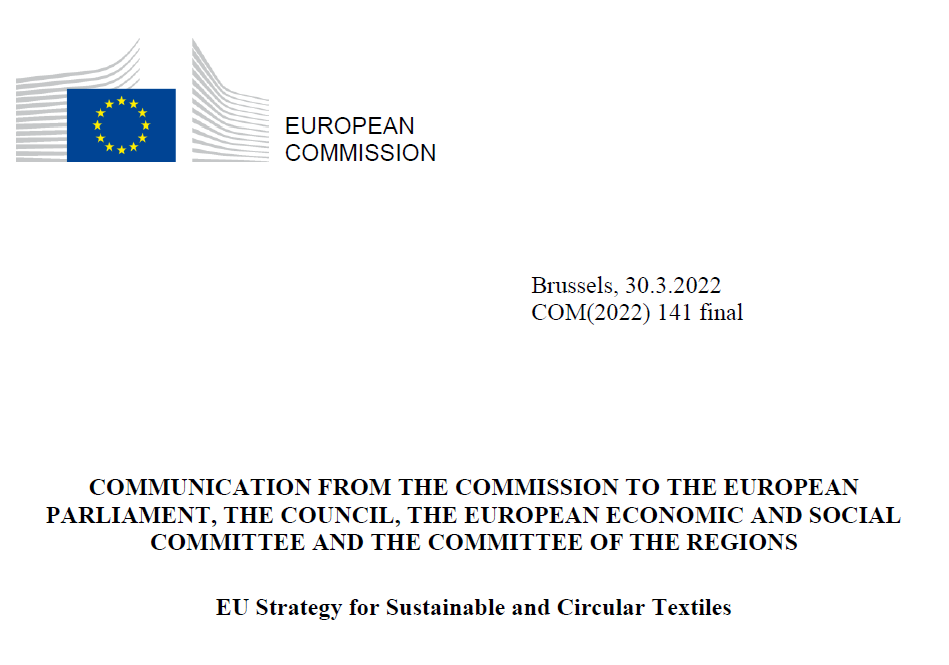 EUROPEAN
COMMISSION
Brussels, 30.3.2022
COM(2022) 141 final
COMMUNICATION FROM THE COMMISSION TO THE EUROPEAN
PARLIAMENT, THE COUNCIL, THE EUROPEAN ECONOMIC AND SOCIAL
COMMITTEE AND THE COMMITTEE OF THE REGIONS
EU Strategy for Sustainable and Circular Textiles